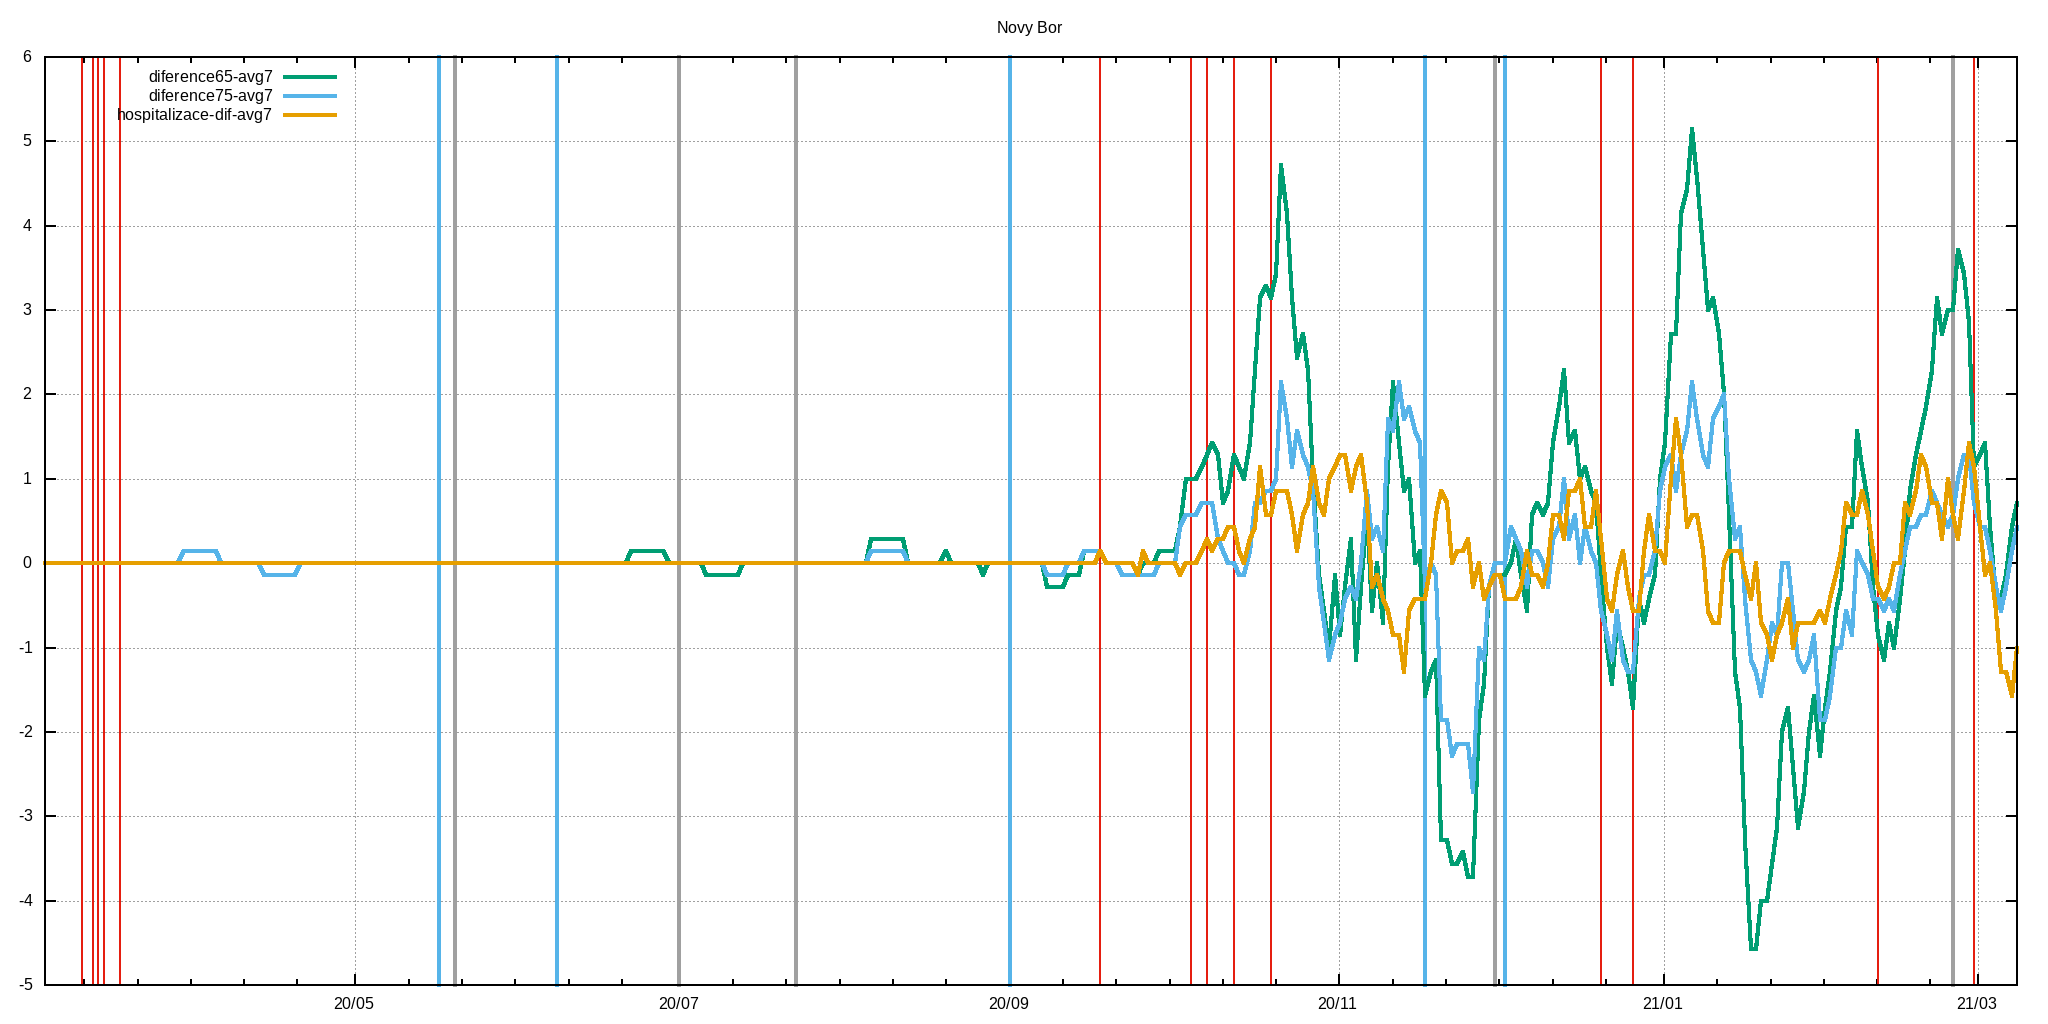 Novy Bor
6
diference65-avg7
diference75-avg7
hospitalizace-dif-avg7
5
4
3
2
1
0
-1
-2
-3
-4
-5
20/05 20/07 20/09 20/11 21/01 21/03